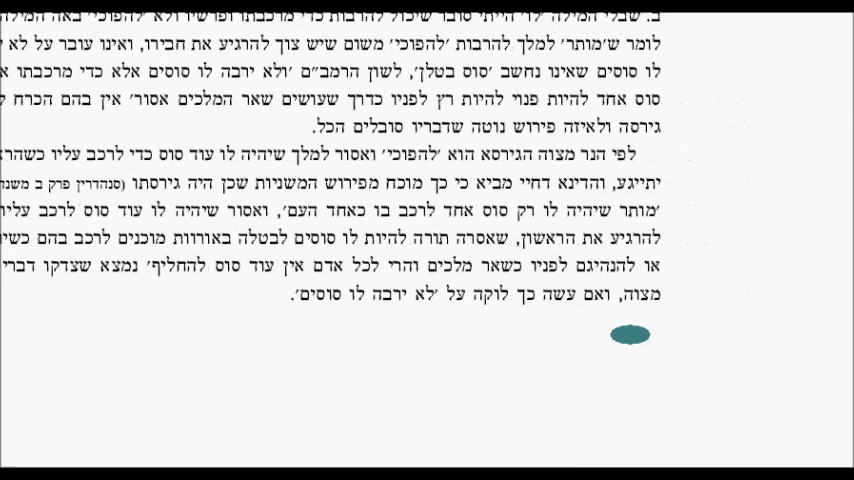 ב. שבלי המילה 'לו' הייתי סובר שיכול להרבות כדי מרכבתו ופרשיו ולא 'להפוכי' באה המילה
לומר ש'מותר' למלך להרבות 'להפוכי' משום שיש צוך להרגיע את חבירו, ואינו עובר על לא
לו סוסים שאינו נחשב 'סוס בטלן', לשון הרמב"ם 'ולא ירבה לו סוסים אלא כדי מרכבתו
סוס אחד להיות פנוי להיות רץ לפניו כדרך שעושים שאר המלכים אסור' אין בהם הכרח
גירסה ולאיזה פירוש נוטה שדבריו סובלים הכל.
לפי הנר מצוה הגירסא הוא 'להפוכי' ואסור למלך שיהיה לו עוד סוס כדי לרכב עליו
יתייגע, והדינא דחיי מביא כי כך מוכח מפירוש המשניות שכן היה גירסתו (סנהדרין פרק ב
'מותר שיהיה לו רק סוס אחד לרכב בו כאחד העם', ואסור שיהיה לו עוד סוס לרכב עליו
להרגיע את הראשון, שאסרה תורה להיות לו סוסים לבטלה באורוות מוכנים לרכב בהם
או להנהיגם לפניו כשאר מלכים והרי לכל אדם אין עוד סוס להחליף' נמצא שצדקו דברי
מצוה, ואם עשה כך לוקה על 'לא ירבה לו סוסים'.